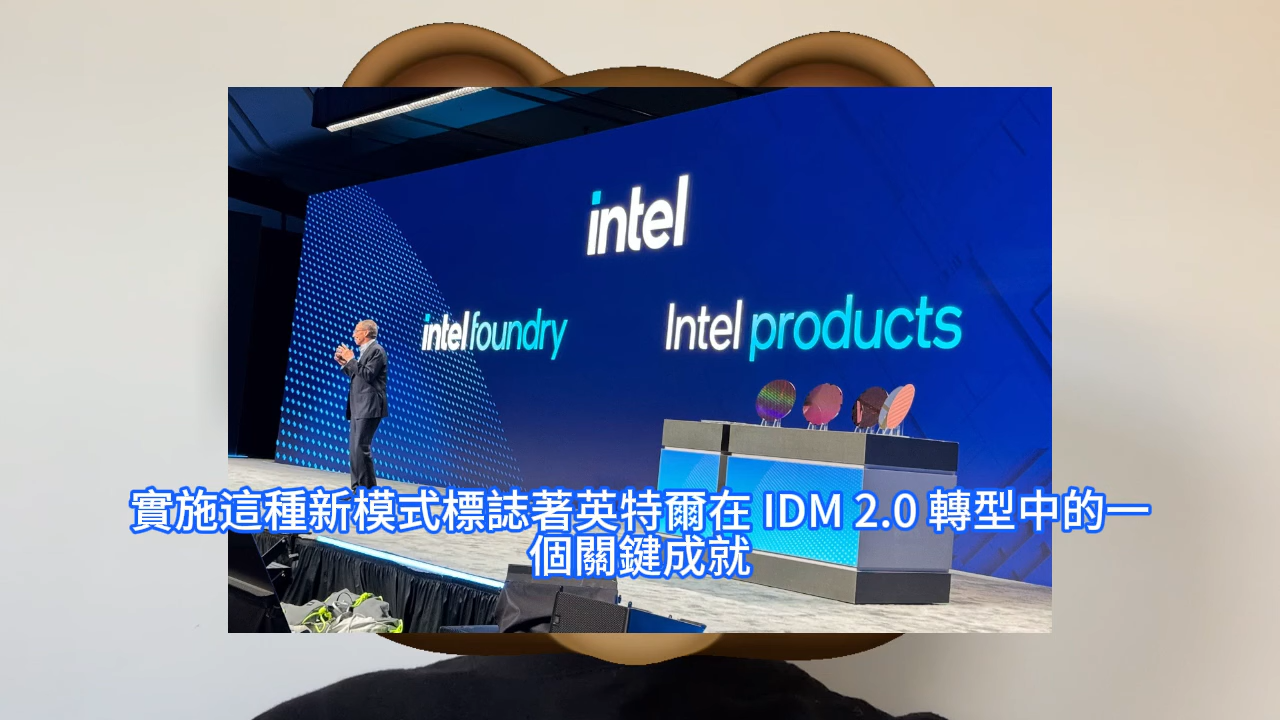 intel
intel foundry
Intel products
實施這種新模式標誌著英特爾在 IDM 2.0 轉型中的一
個關鍵成就